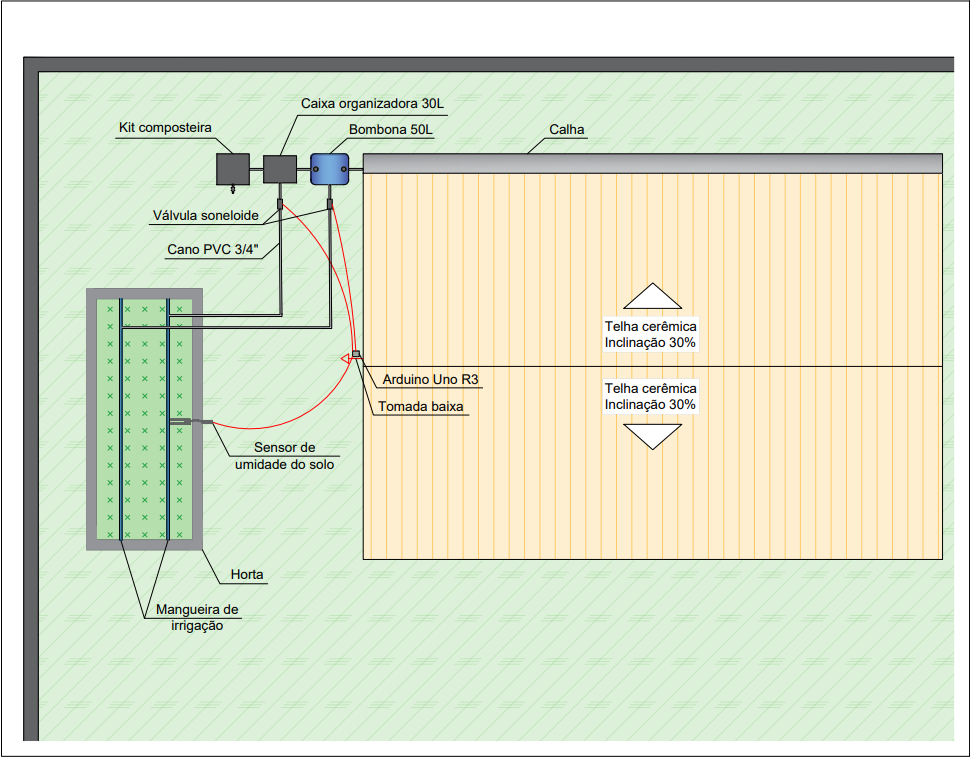 Caixa organizadora 30L
Kit composteira
Bombona 50L
Calha
Válvula soneloide
Cano PVC 3/4"
Telha cerêmica
Inclinação 30%
Arduino Uno R3
Telha cerêmica
Inclinação 30%
Tomada baixa
Sensor de
umidade do solo
Horta
Mangueira de
irrigação